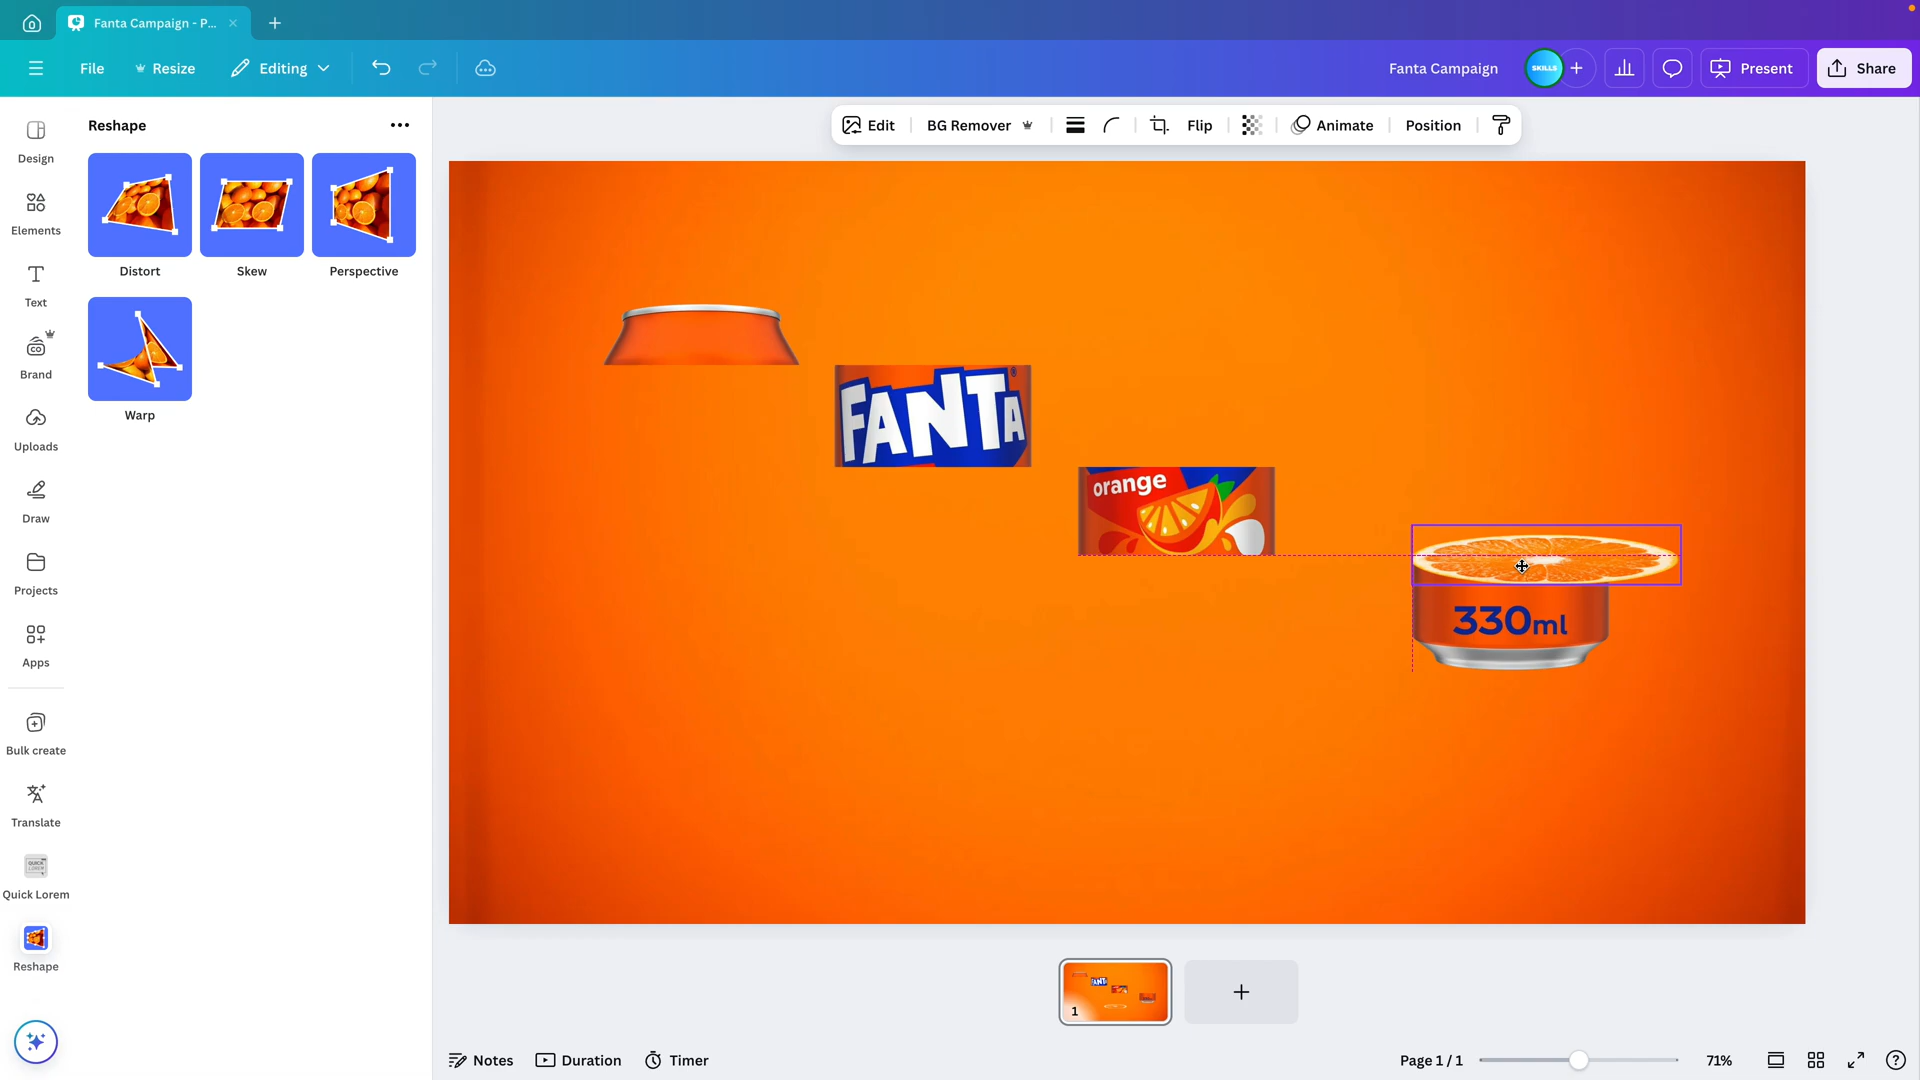 Fanta Campaign - P...
File
Resize
Editing
Fanta Campaign
SKILLS
Present
Share
Design
Elements
Text
Brand
Uploads
Draw
Projects
Apps
Bulk create
Translate
Quick Lorem
Reshape
Reshape
Distort
Skew
Perspective
Warp
Edit
BG Remover
Flip
Animate
Position
FANTA
orange
330ml
1
Notes
Duration
Timer
Page 1 / 1
71%